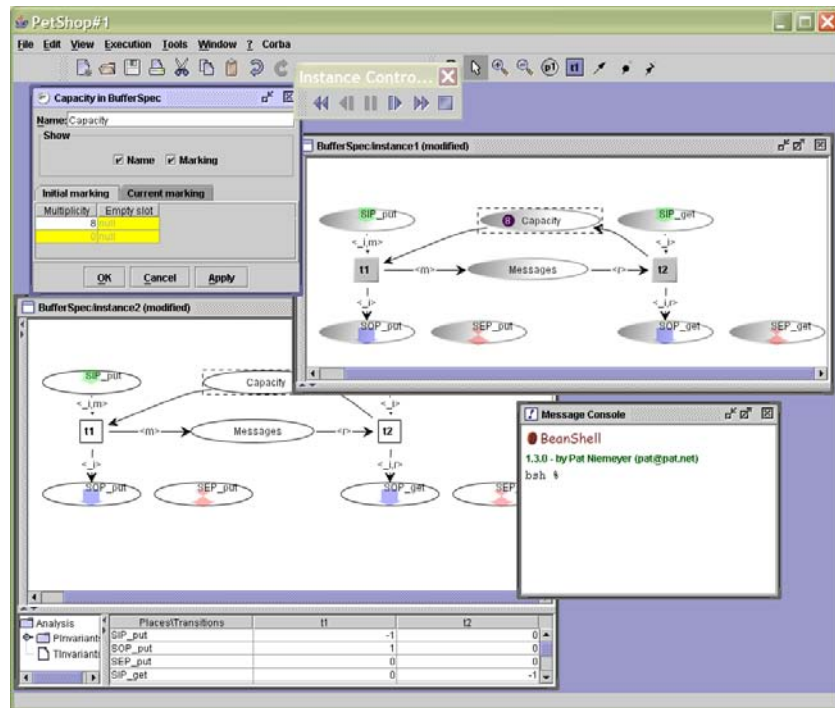 PetShop#1
File Edit View Execution Tools Window ? Corba
Instance Contro...
p1 t1
Capacity in BufferSpec
Name: Capacity
Show
Name Marking
Initial marking Current marking
Multiplicity Empty slot
8 null
0 null
OK Cancel Apply
BufferSpec:instance1 (modified)
SIP_put 8 Capacity SIP_get
<_i,m> <_i>
t1 <m> Messages <r> t2
<_i> <_i,r>
SOP_put SEP_put SOP_get SEP_get
BufferSpec:instance2 (modified)
SIP_put Capacity
<_i,m> <_i>
t1 <m> Messages <r> t2
<_i> <_i,r>
SOP_put SEP_put SOP_get SEP
Message Console
BeanShell
1.3.0 - by Pat Niemeyer (pat@pat.net)
bsh %
Analysis
PInvariant
TInvariant
Places\Transitions t1 t2
SIP_put -1 0
SOP_put 1 0
SEP_put 0 0
SIP_get 0 -1